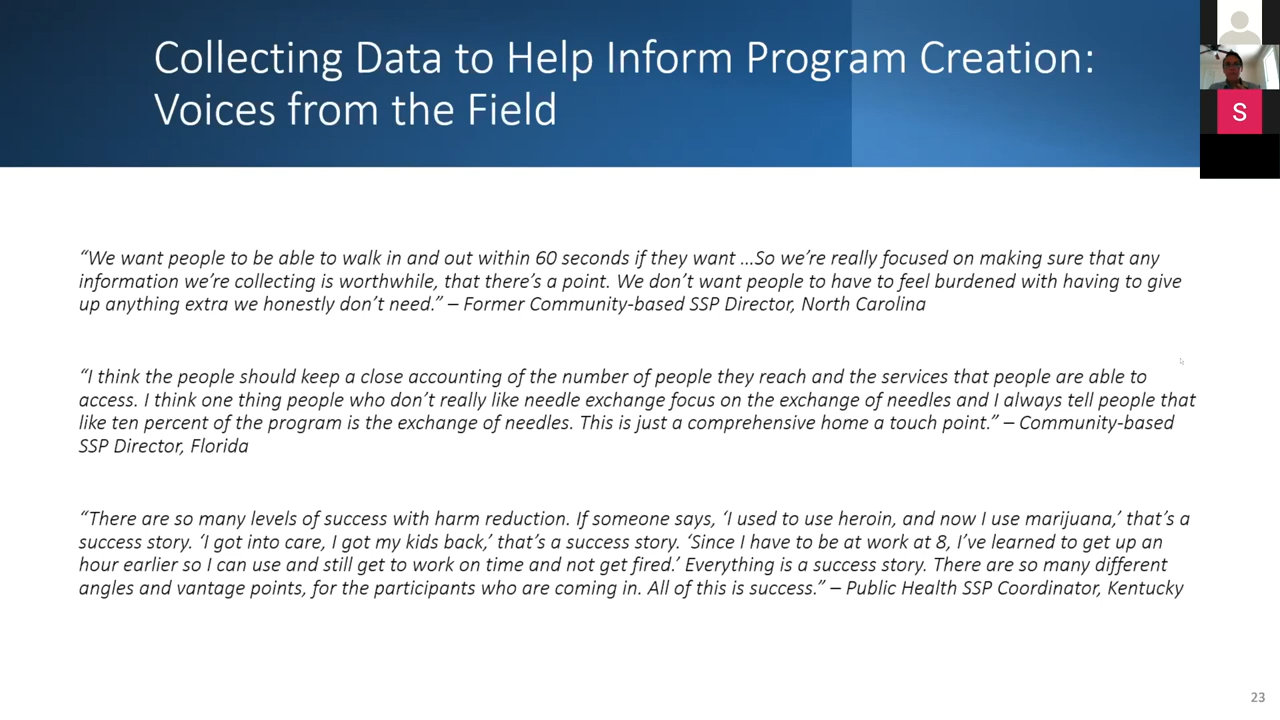 Collecting Data to Help Inform Program Creation:
Voices from the Field
S
“We want people to be able to walk in and out within 60 seconds if they want …So we’re really focused on making sure that any
information we’re collecting is worthwhile, that there’s a point. We don’t want people to have to feel burdened with having to give
up anything extra we honestly don’t need.” – Former Community-based SSP Director, North Carolina
“I think the people should keep a close accounting of the number of people they reach and the services that people are able to
access. I think one thing people who don’t really like needle exchange focus on the exchange of needles and I always tell people that
like ten percent of the program is the exchange of needles. This is just a comprehensive home a touch point.” – Community-based
SSP Director, Florida
“There are so many levels of success with harm reduction. If someone says, ‘I used to use heroin, and now I use marijuana,’ that’s a
success story. ‘I got into care, I got my kids back,’ that’s a success story. ‘Since I have to be at work at 8, I’ve learned to get up an
hour earlier so I can use and still get to work on time and not get fired.’ Everything is a success story. There are so many different
angles and vantage points, for the participants who are coming in. All of this is success.” – Public Health SSP Coordinator, Kentucky
23